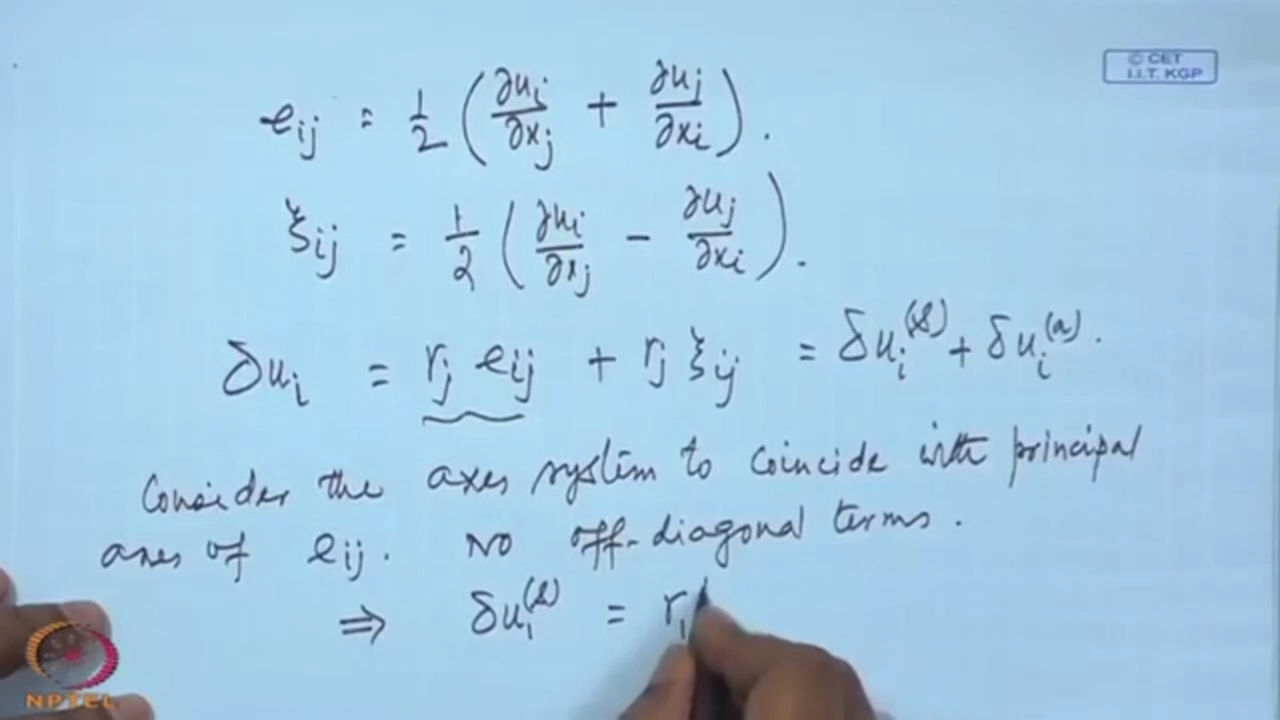 © CET
I.I.T. KGP
e_ij = 1/2 (∂u_i/∂x_j + ∂u_j/∂x_i).
ξ_ij = 1/2 (∂u_i/∂x_j - ∂u_j/∂x_i).
δu_i = r_j e_ij + r_j ξ_ij = δu_i^(s) + δu_i^(a).
Consider the axes system to coincide with principal
axes of e_ij. No off-diagonal terms.
⇒ δu_1^(s) = r_1
NPTEL